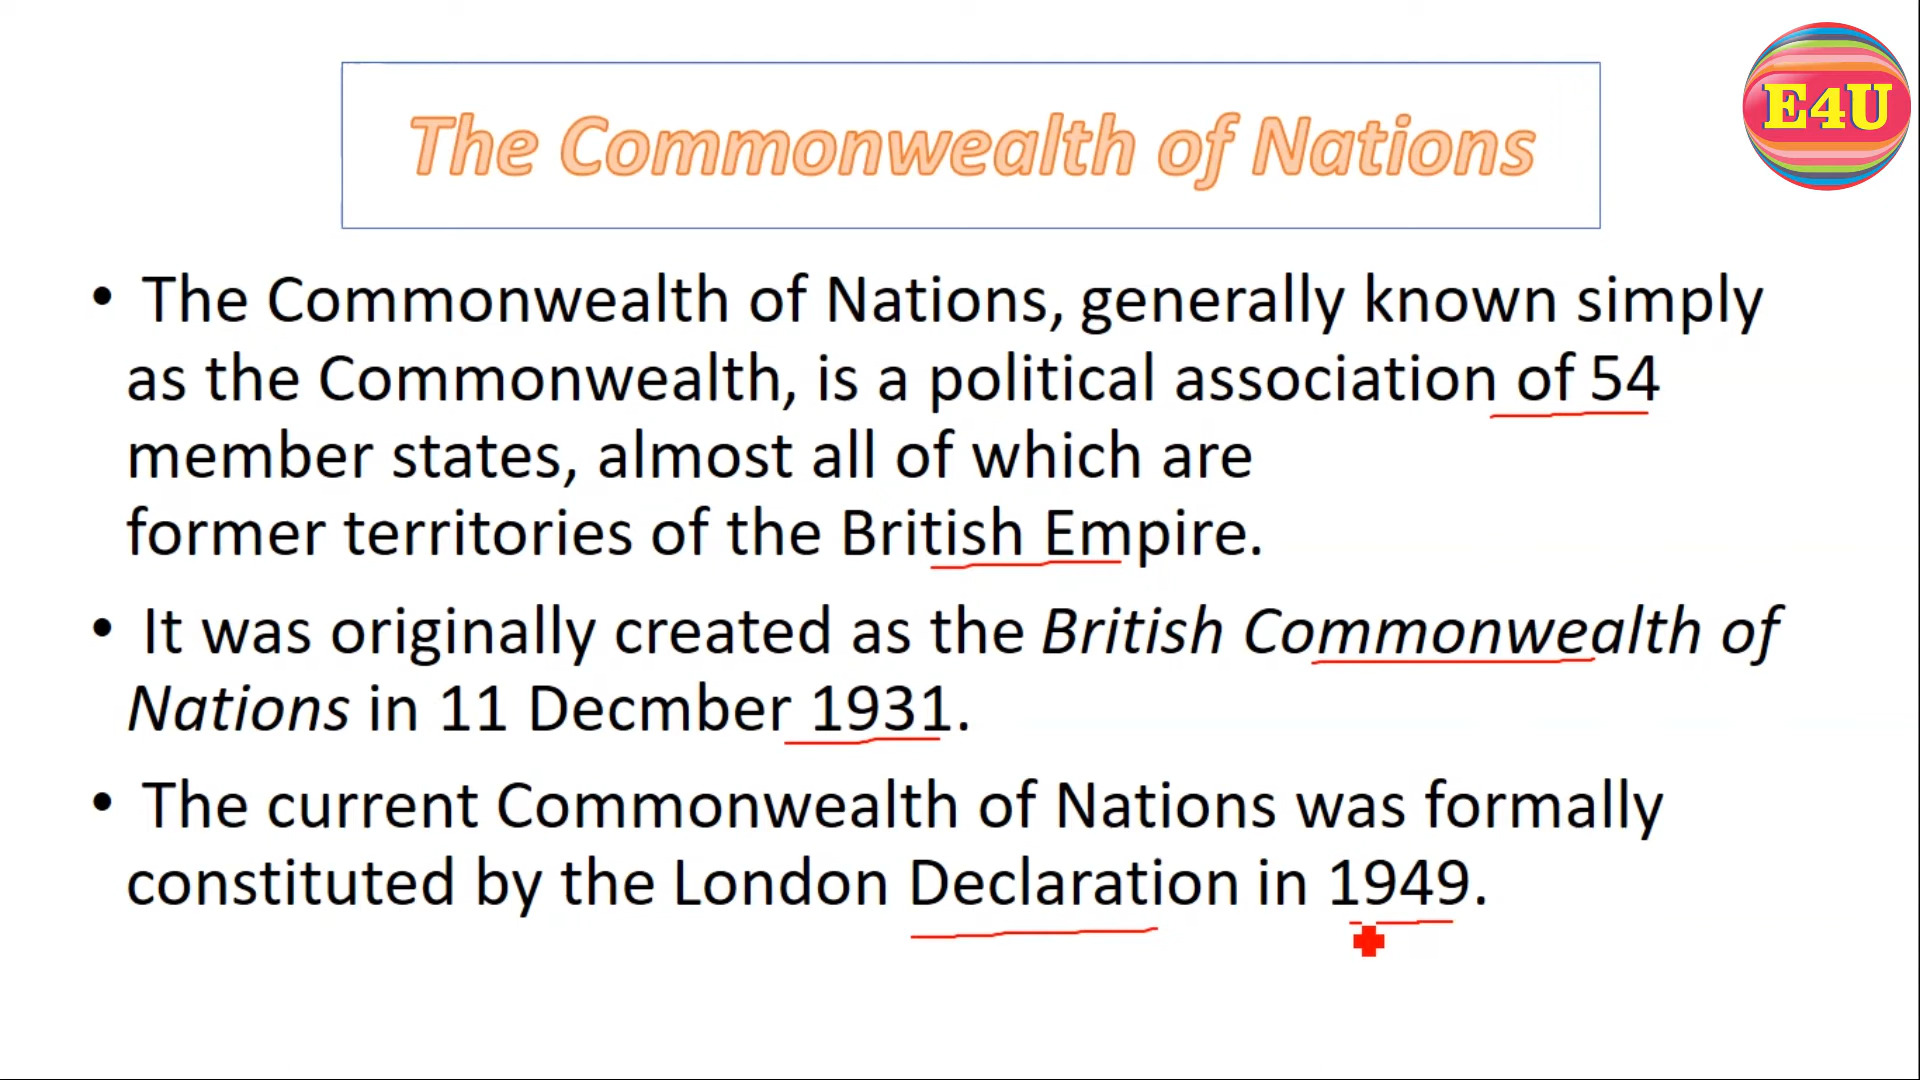 E4U
The Commonwealth of Nations
• The Commonwealth of Nations, generally known simply
as the Commonwealth, is a political association of 54
member states, almost all of which are
former territories of the British Empire.
• It was originally created as the British Commonwealth of
Nations in 11 Decmber 1931.
• The current Commonwealth of Nations was formally
constituted by the London Declaration in 1949.